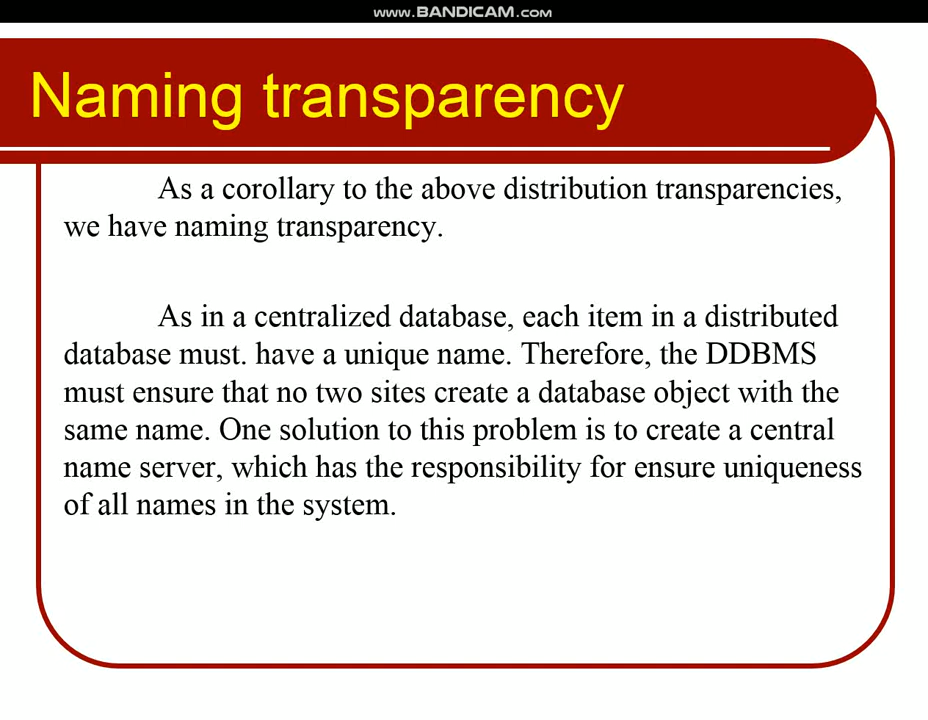 www.BANDICAM.com
Naming transparency
As a corollary to the above distribution transparencies,
we have naming transparency.
As in a centralized database, each item in a distributed
database must. have a unique name. Therefore, the DDBMS
must ensure that no two sites create a database object with the
same name. One solution to this problem is to create a central
name server, which has the responsibility for ensure uniqueness
of all names in the system.